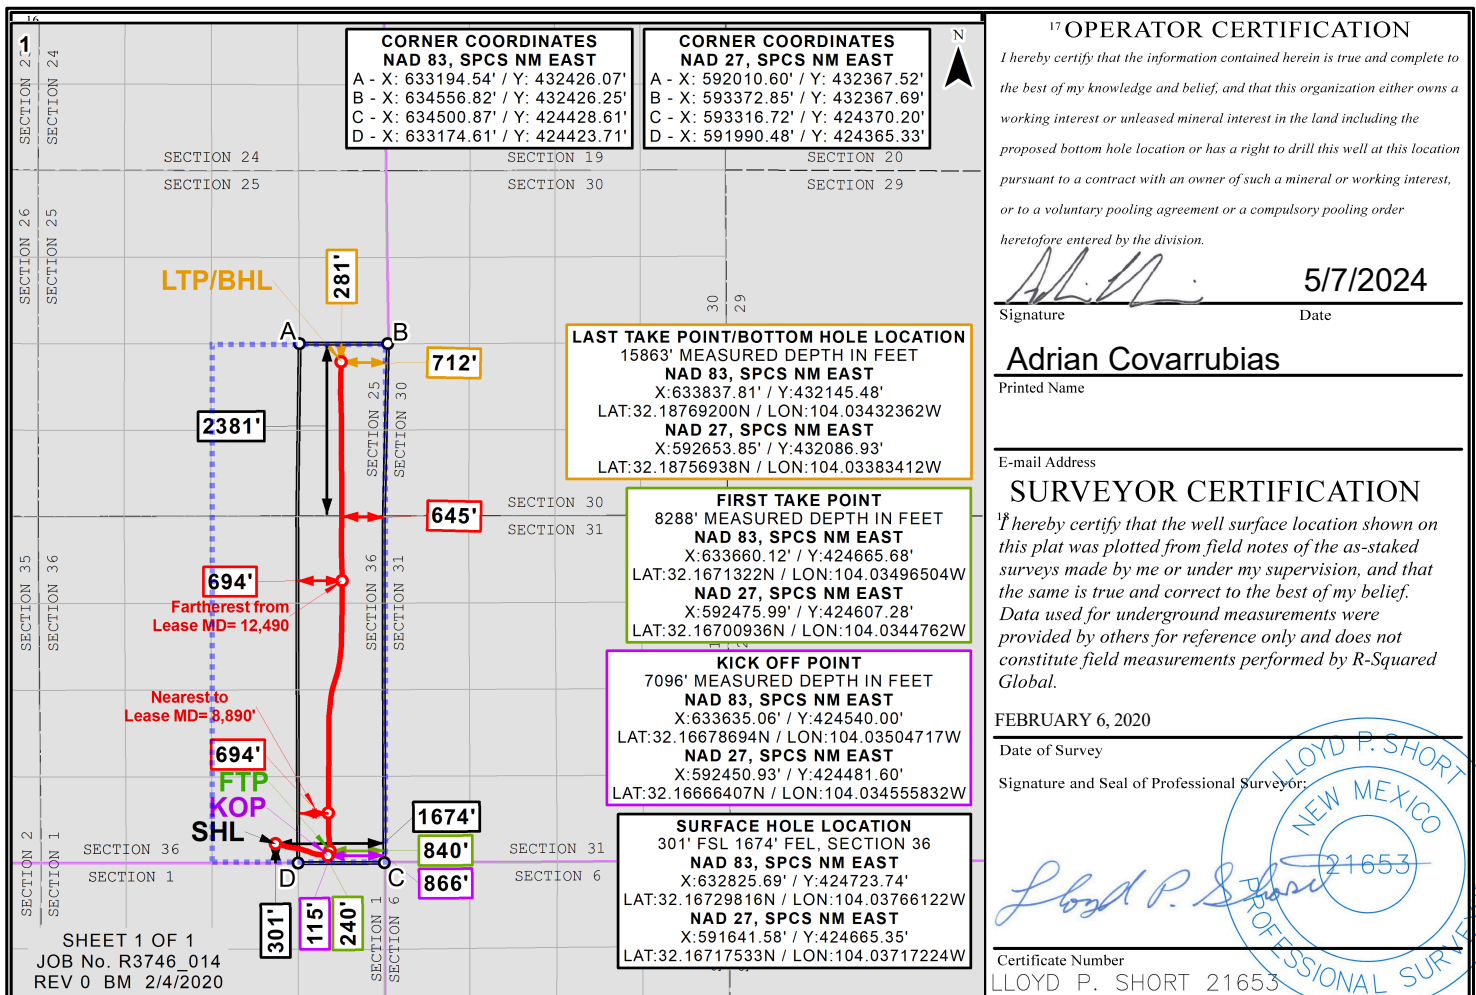 16
1
SECTION 23
SECTION 24
CORNER COORDINATES
NAD 83, SPCS NM EAST
A - X: 633194.54' / Y: 432426.07'
B - X: 634556.82' / Y: 432426.25'
C - X: 634500.87' / Y: 424428.61'
D - X: 633174.61' / Y: 424423.71'
CORNER COORDINATES
NAD 27, SPCS NM EAST
A - X: 592010.60' / Y: 432367.52'
B - X: 593372.85' / Y: 432367.69'
C - X: 593316.72' / Y: 424370.20'
D - X: 591990.48' / Y: 424365.33'
N
SECTION 24
SECTION 19
SECTION 20
SECTION 25
SECTION 30
SECTION 29
SECTION 26
SECTION 25
30
29
LTP/BHL
281'
A
B
712'
2381'
SECTION 25
SECTION 30
LAST TAKE POINT/BOTTOM HOLE LOCATION
15863' MEASURED DEPTH IN FEET
NAD 83, SPCS NM EAST
X:633837.81' / Y:432145.48'
LAT:32.18769200N / LON:104.03432362W
NAD 27, SPCS NM EAST
X:592653.85' / Y:432086.93'
LAT:32.18756938N / LON:104.03383412W
SECTION 30
645'
SECTION 31
FIRST TAKE POINT
8288' MEASURED DEPTH IN FEET
NAD 83, SPCS NM EAST
X:633660.12' / Y:424665.68'
LAT:32.1671322N / LON:104.03496504W
NAD 27, SPCS NM EAST
X:592475.99' / Y:424607.28'
LAT:32.16700936N / LON:104.0344762W
SECTION 35
SECTION 36
694'
Fartherest from
Lease MD= 12,490
SECTION 36
SECTION 31
KICK OFF POINT
7096' MEASURED DEPTH IN FEET
NAD 83, SPCS NM EAST
X:633635.06' / Y:424540.00'
LAT:32.16678694N / LON:104.03504717W
NAD 27, SPCS NM EAST
X:592450.93' / Y:424481.60'
LAT:32.16666407N / LON:104.034555832W
Nearest to
Lease MD= 8,890'
694'
FTP
KOP
SHL
1674'
840'
866'
SECTION 36
SECTION 31
SECTION 1
SECTION 6
D
C
SECTION 2
SECTION 1
301'
115'
240'
SECTION 1
SECTION 6
SURFACE HOLE LOCATION
301' FSL 1674' FEL, SECTION 36
NAD 83, SPCS NM EAST
X:632825.69' / Y:424723.74'
LAT:32.16729816N / LON:104.03766122W
NAD 27, SPCS NM EAST
X:591641.58' / Y:424665.35'
LAT:32.16717533N / LON:104.03717224W
SHEET 1 OF 1
JOB No. R3746_014
REV 0 BM 2/4/2020
17 OPERATOR CERTIFICATION
I hereby certify that the information contained herein is true and complete to
the best of my knowledge and belief, and that this organization either owns a
working interest or unleased mineral interest in the land including the
proposed bottom hole location or has a right to drill this well at this location
pursuant to a contract with an owner of such a mineral or working interest,
or to a voluntary pooling agreement or a compulsory pooling order
heretofore entered by the division.
5/7/2024
Signature
Date
Adrian Covarrubias
Printed Name
E-mail Address
SURVEYOR CERTIFICATION
18
I hereby certify that the well surface location shown on
this plat was plotted from field notes of the as-staked
surveys made by me or under my supervision, and that
the same is true and correct to the best of my belief.
Data used for underground measurements were
provided by others for reference only and does not
constitute field measurements performed by R-Squared
Global.
FEBRUARY 6, 2020
Date of Survey
Signature and Seal of Professional Surveyor:
LLOYD P. SHORT
NEW MEXICO
21653
PROFESSIONAL SURVE
Lloyd P. Short
Certificate Number
LLOYD P. SHORT 21653